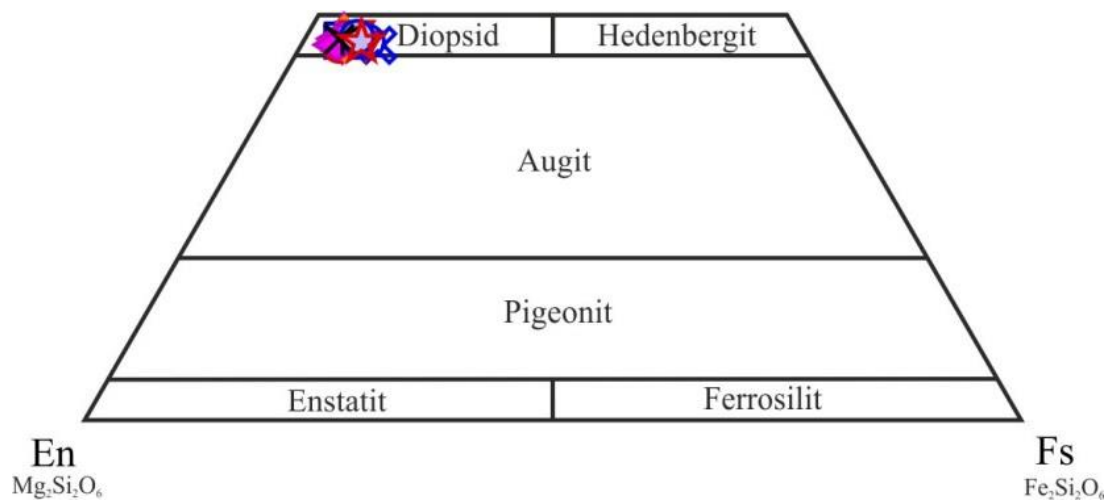 Diopsid Hedenbergit
Augit
Pigeonit
Enstatit Ferrosilit
En Fs
Mg₂Si₂O₆ Fe₂Si₂O₆